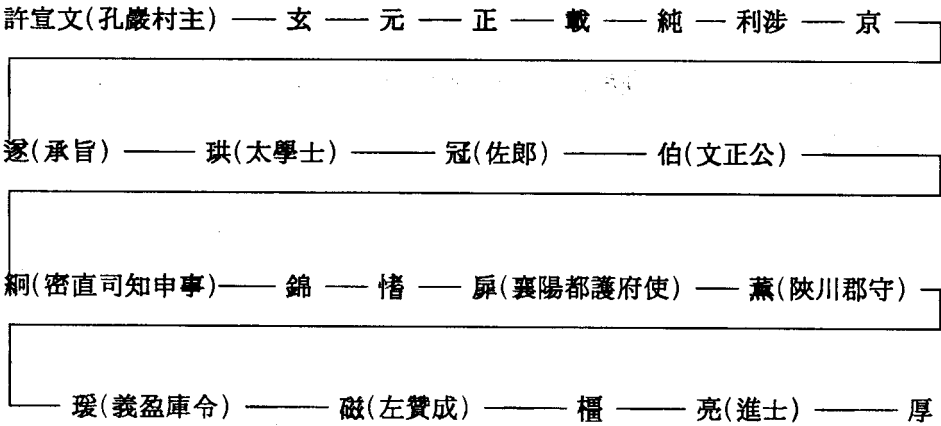 許宣文(孔巖村主) ― 玄 ― 元 ― 正 ― 載 ― 純 ― 利涉 ― 京
遂(承旨) ― 珙(太學士) ― 冠(佐郎) ― 伯(文正公)
絅(密直司知申事) ― 錦 ― 愭 ― 扉(襄陽都護府使) ― 薰(陜川郡守)
瑗(義盈庫令) ― 磁(左贊成) ― 橿 ― 亮(進士) ― 厚